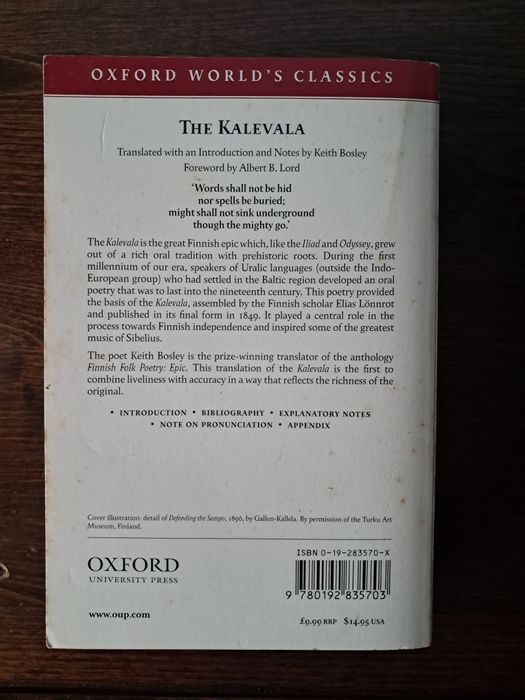 OXFORD WORLD'S CLASSICS
THE KALEVALA
Translated with an Introduction and Notes by Keith Bosley
Foreword by Albert B. Lord
'Words shall not be hid
nor spells be buried;
might shall not sink underground
though the mighty go.'
The Kalevala is the great Finnish epic which, like the Iliad and Odyssey, grew
out of a rich oral tradition with prehistoric roots. During the first
millennium of our era, speakers of Uralic languages (outside the Indo-
European group) who had settled in the Baltic region developed an oral
poetry that was to last into the nineteenth century. This poetry provided
the basis of the Kalevala, assembled by the Finnish scholar Elias Lönnrot
and published in its final form in 1849. It played a central role in the
process towards Finnish independence and inspired some of the greatest
music of Sibelius.
The poet Keith Bosley is the prize-winning translator of the anthology
Finnish Folk Poetry: Epic. This translation of the Kalevala is the first to
combine liveliness with accuracy in a way that reflects the richness of the
original.
• INTRODUCTION • BIBLIOGRAPHY • EXPLANATORY NOTES
• NOTE ON PRONUNCIATION • APPENDIX
Cover illustration: detail of Defending the Sampo, 1896, by Gallen-Kallela. By permission of the Turku Art
Museum, Finland.
OXFORD
UNIVERSITY PRESS
www.oup.com
ISBN 0-19-283570-X
9 780192 835703
£9.99 RRP $14.95 USA